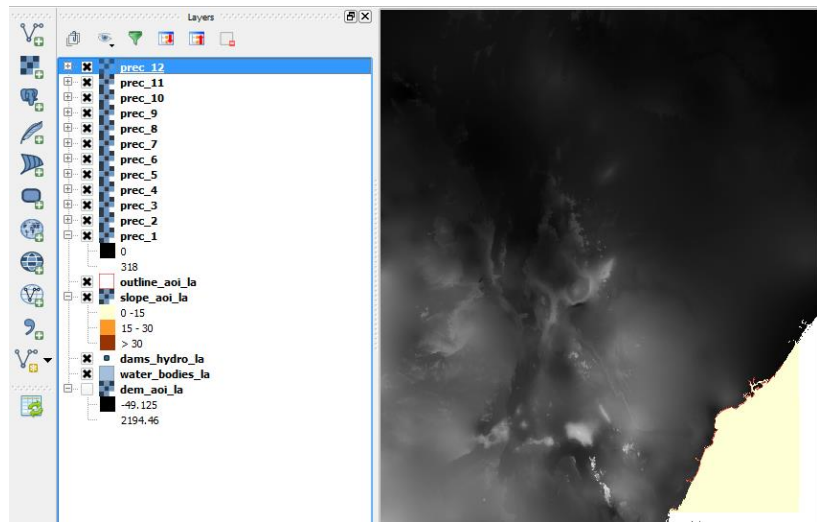 Layers
prec_12
prec_11
prec_10
prec_9
prec_8
prec_7
prec_6
prec_5
prec_4
prec_3
prec_2
prec_1
0
318
outline_aoi_la
slope_aoi_la
0 -15
15 - 30
> 30
dams_hydro_la
water_bodies_la
dem_aoi_la
-49.125
2194.46